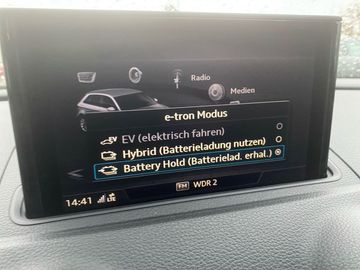 Radio
Medien
e-tron Modus
EV (elektrisch fahren)
Hybrid (Batterieladung nutzen)
Battery Hold (Batterielad. erhal.)
14:41 LTE
FM WDR 2